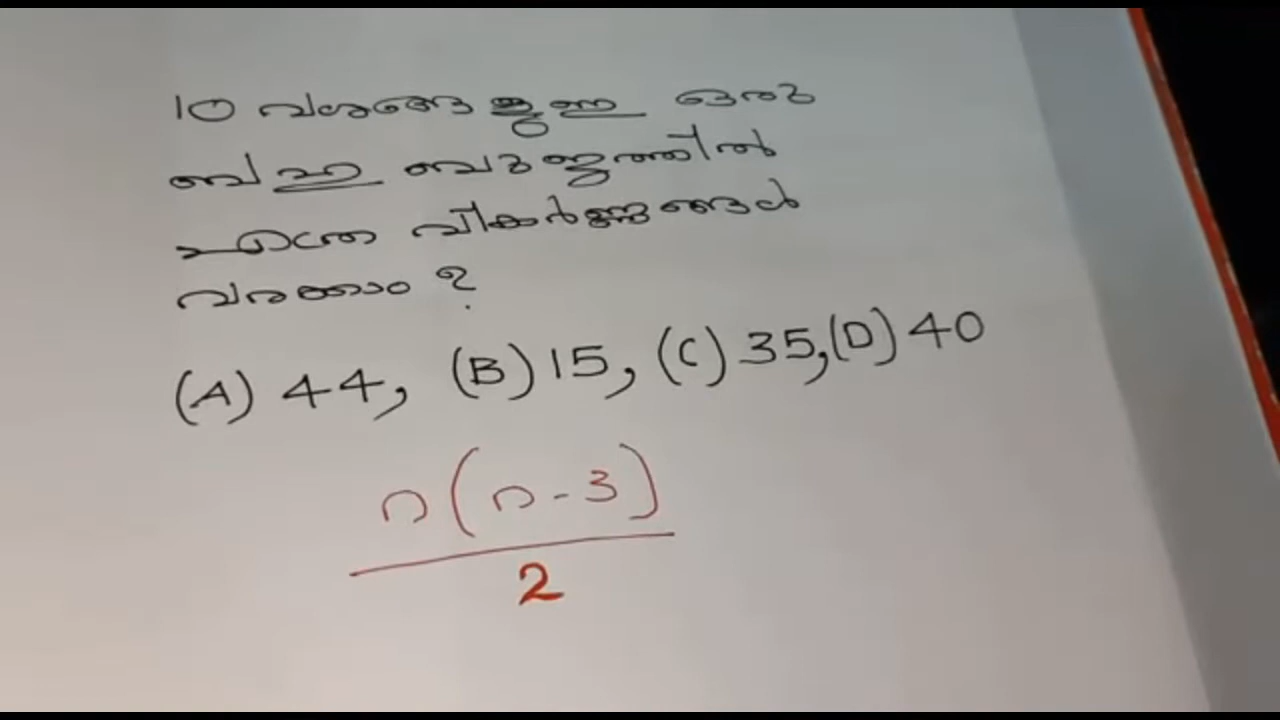 10 വശങ്ങളുള്ള ഒരു
ബഹുഭുജത്തിൽ
എത്ര വികർണ്ണങ്ങൾ
വരക്കാം ?
(A) 44, (B) 15, (C) 35, (D) 40
n(n-3)
2